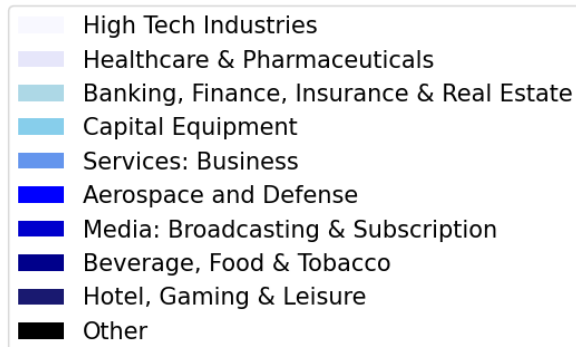 High Tech Industries
Healthcare & Pharmaceuticals
Banking, Finance, Insurance & Real Estate
Capital Equipment
Services: Business
Aerospace and Defense
Media: Broadcasting & Subscription
Beverage, Food & Tobacco
Hotel, Gaming & Leisure
Other